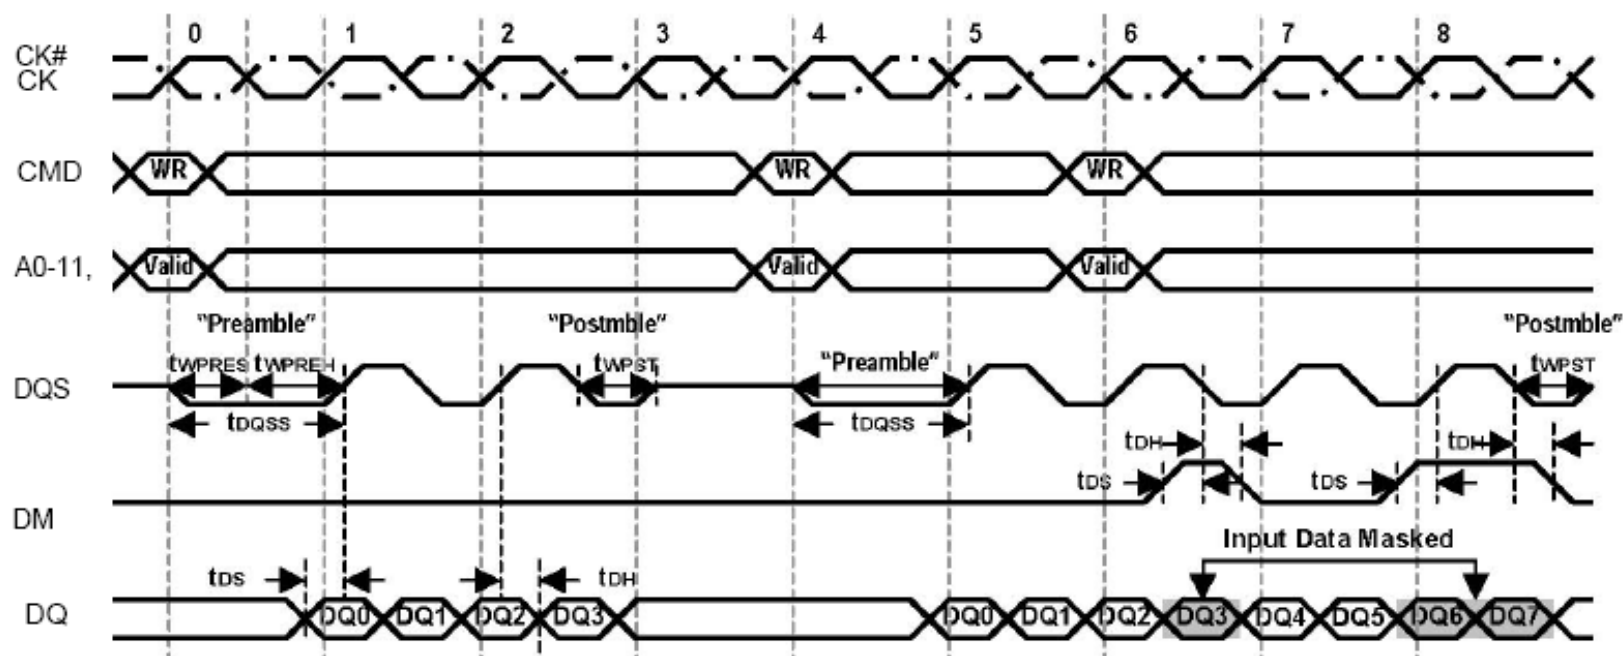 0 1 2 3 4 5 6 7 8
CK#
CK
CMD WR WR WR
A0-11, Valid Valid Valid
"Preamble" "Postmble" "Postmble"
tWPRES tWPREH tWPST "Preamble" tWPST
DQS
tDQSS tDQSS
tDH tDH
tDS tDS
DM
Input Data Masked
tDS tDH
DQ DQ0 DQ1 DQ2 DQ3 DQ0 DQ1 DQ2 DQ3 DQ4 DQ5 DQ6 DQ7